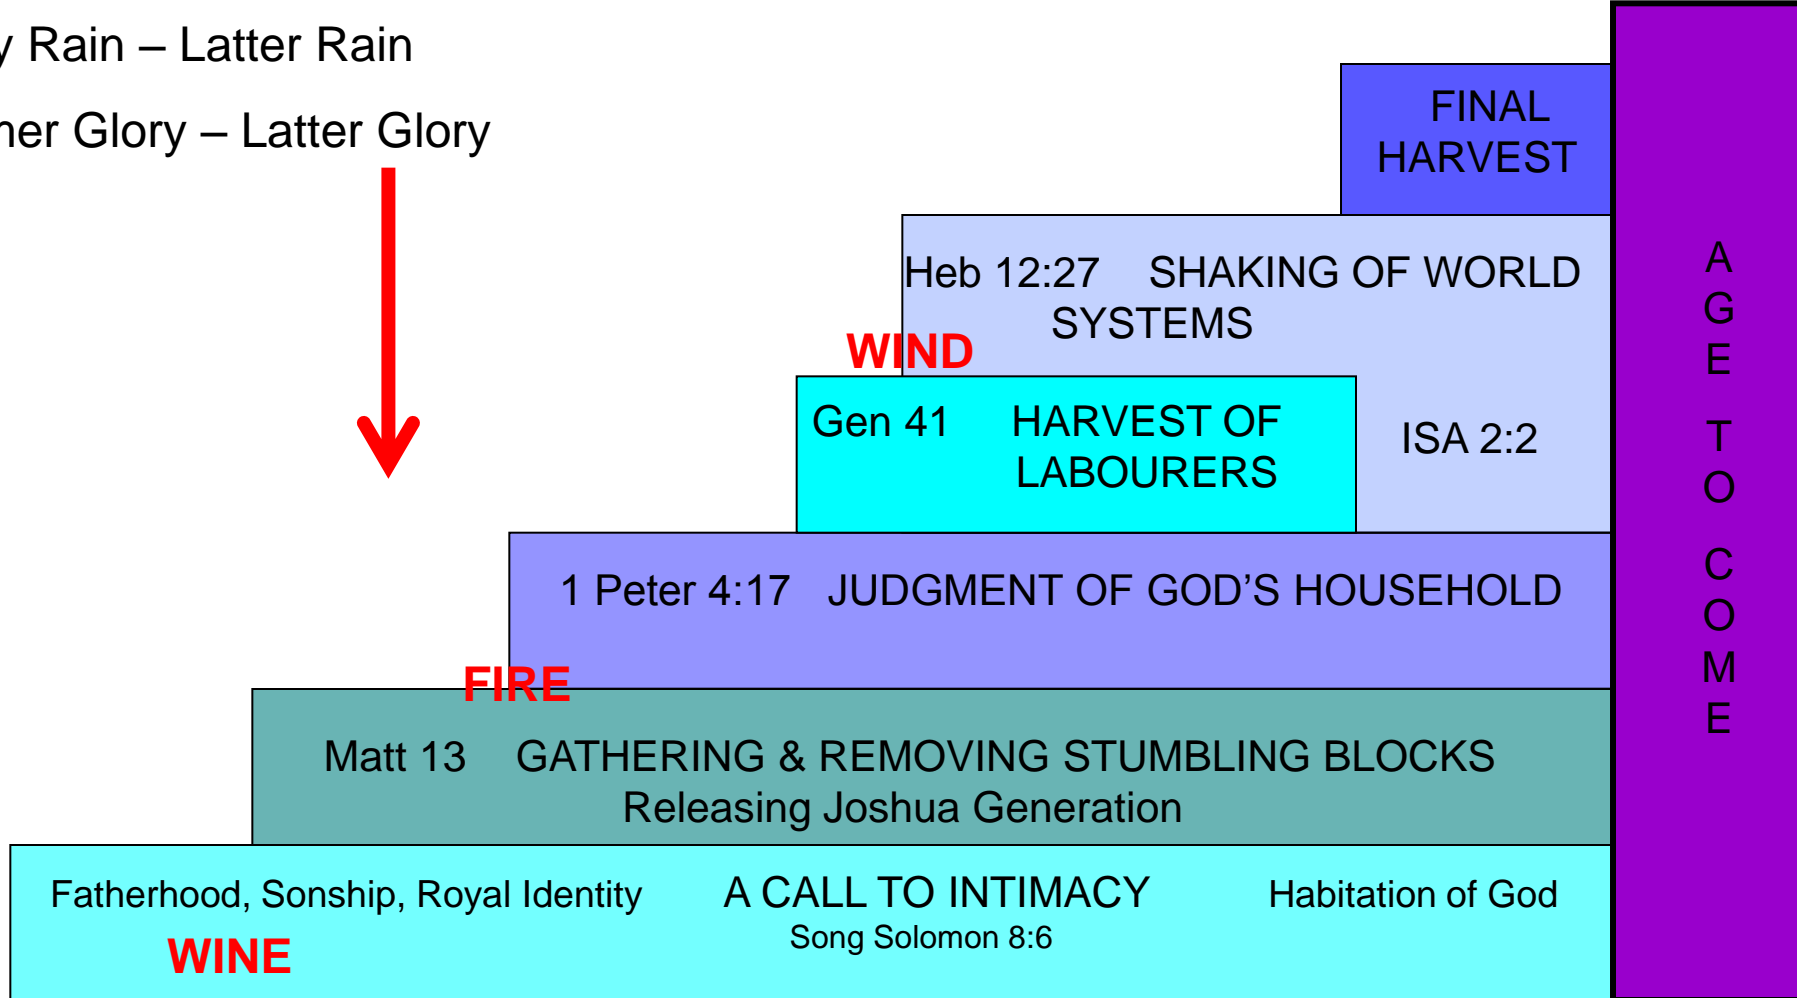 Rain – Latter Rain
Glory – Latter Glory
FINAL
HARVEST
Heb 12:27 SHAKING OF WORLD
SYSTEMS
WIND
Gen 41 HARVEST OF
LABOURERS
ISA 2:2
1 Peter 4:17 JUDGMENT OF GOD’S HOUSEHOLD
FIRE
Matt 13 GATHERING & REMOVING STUMBLING BLOCKS
Releasing Joshua Generation
Fatherhood, Sonship, Royal Identity A CALL TO INTIMACY Habitation of God
Song Solomon 8:6
WINE
AGE TO COME